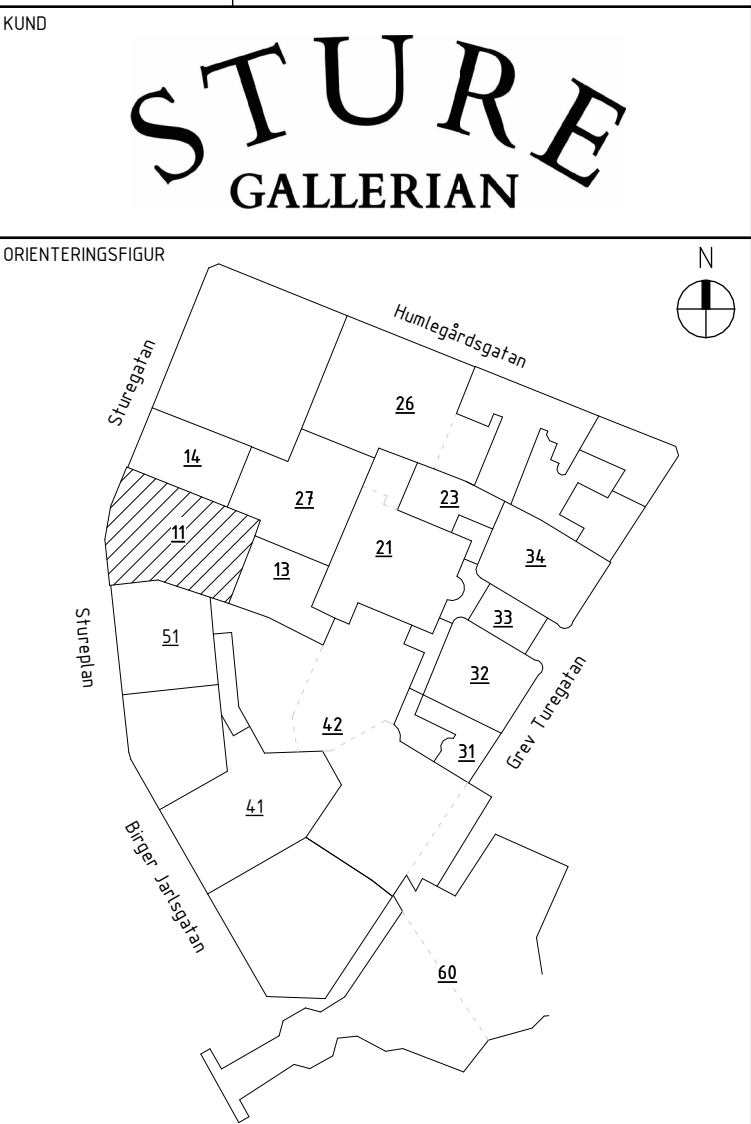 KUND
STURE
GALLERIAN
ORIENTERINGSFIGUR
N
Humlegårdsgatan
Sturegatan
26
14
27
23
11
21
34
13
33
51
Stureplan
32
42
31
Grev Turegatan
41
Birger Jarlsgatan
60